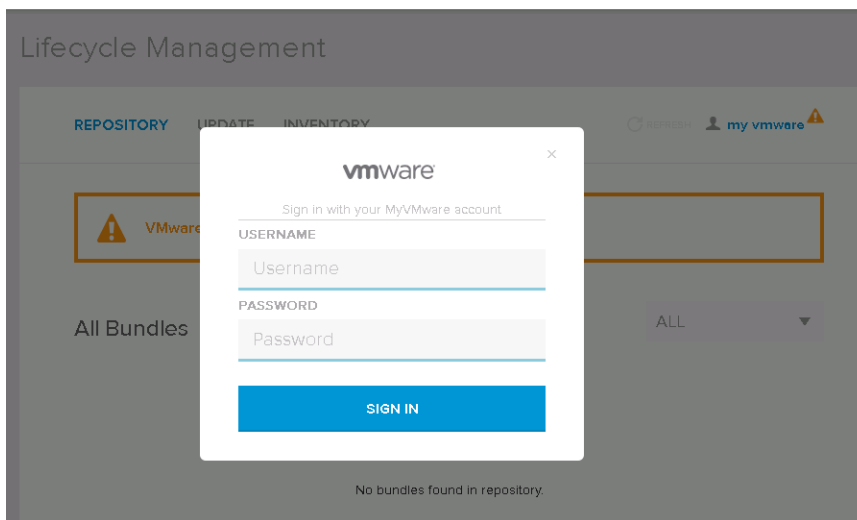 Lifecycle Management
REPOSITORY UPDATE INVENTORY REFRESH my vmware
vmware
Sign in with your MyVMware account
VMware
USERNAME
Username
PASSWORD
Password
All Bundles ALL
SIGN IN
No bundles found in repository.